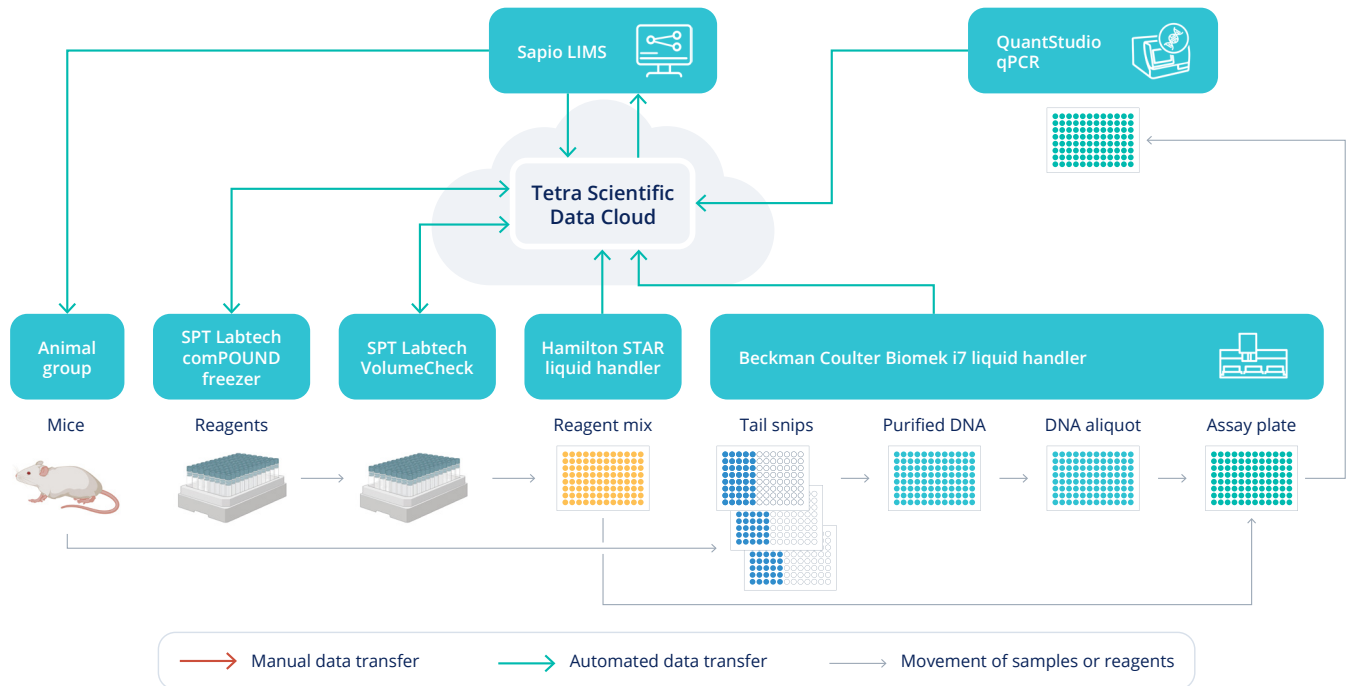 Sapio LIMS
QuantStudio
qPCR
Tetra Scientific
Data Cloud
Animal
group
SPT Labtech
comPOUND
freezer
SPT Labtech
VolumeCheck
Hamilton STAR
liquid handler
Beckman Coulter Biomek i7 liquid handler
Mice
Reagents
Reagent mix
Tail snips
Purified DNA
DNA aliquot
Assay plate
Manual data transfer
Automated data transfer
Movement of samples or reagents